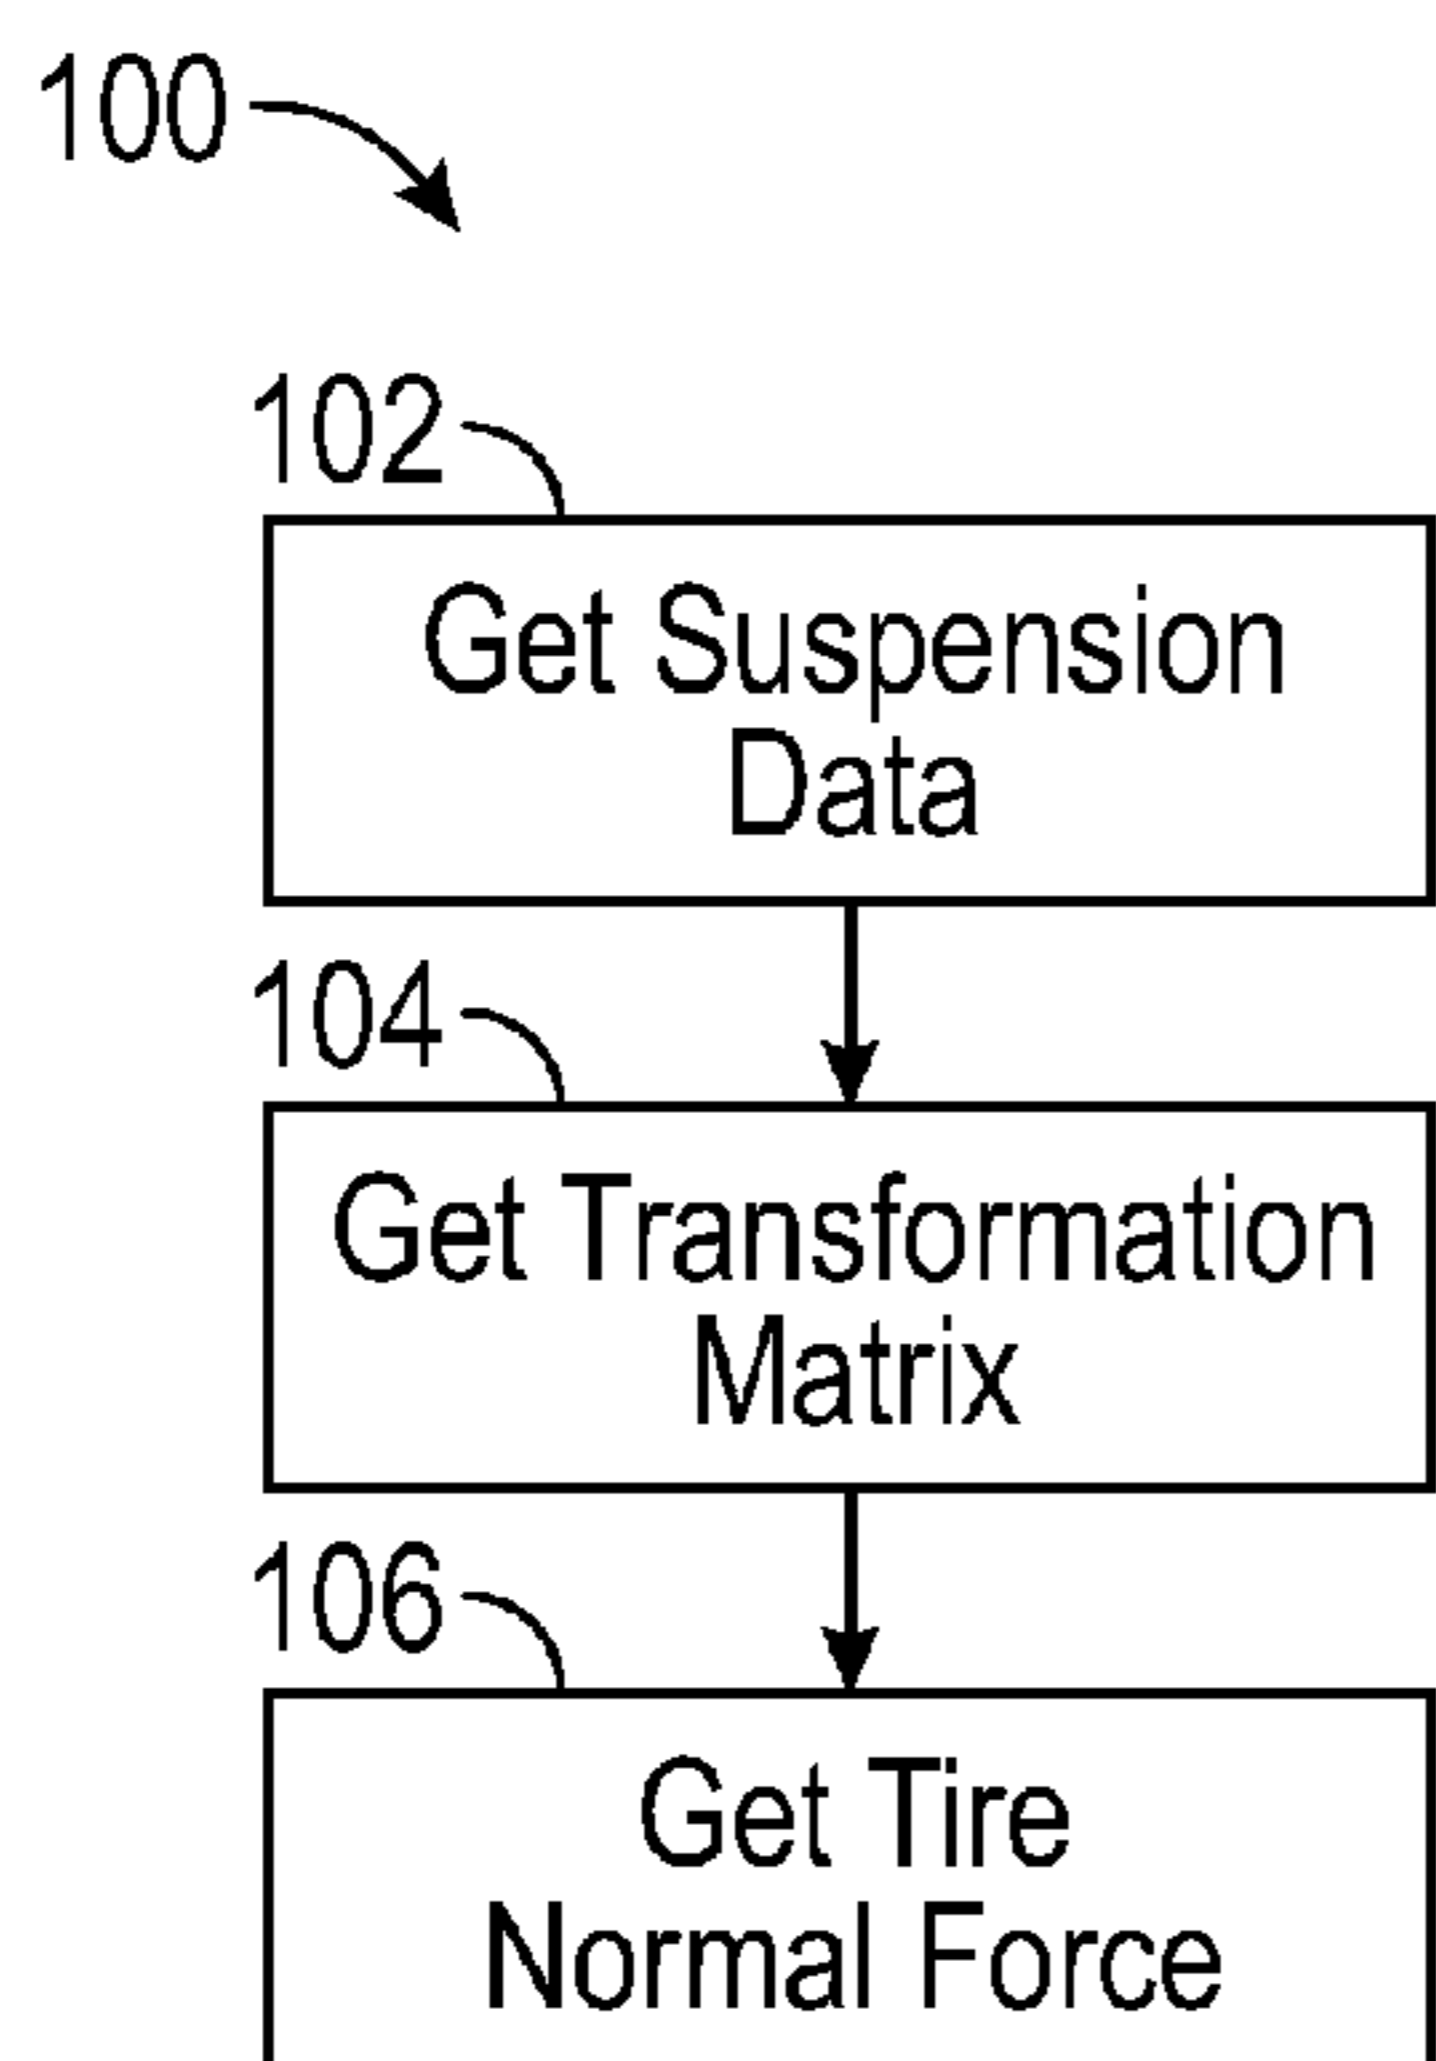 100
102
Get Suspension
Data
104
Get Transformation
Matrix
106
Get Tire
Normal Force